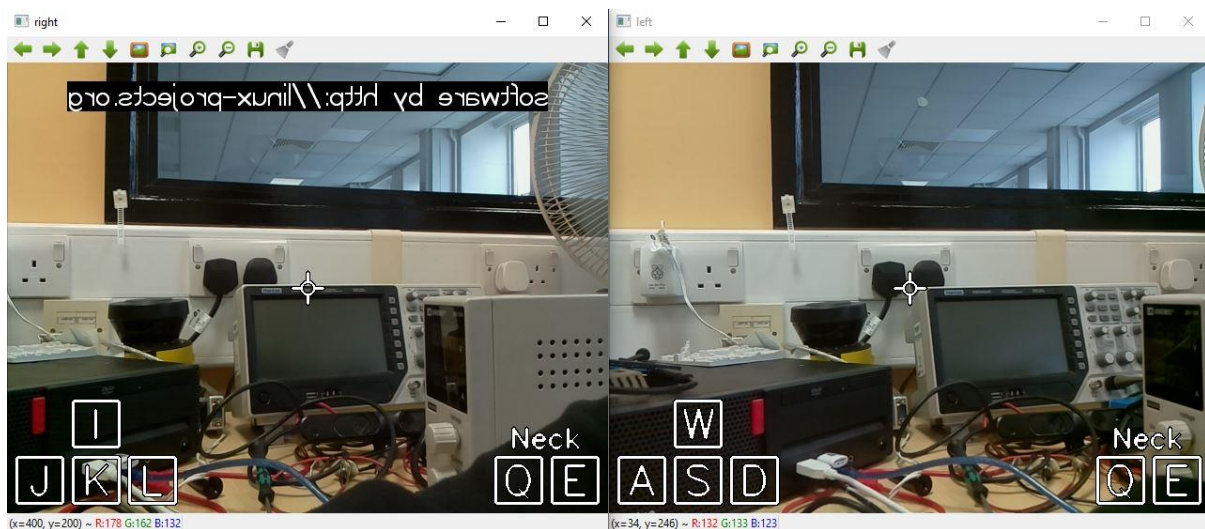 right
software by http://linux-projects.org
I
Neck
J K L Q E
(x=400, y=200) ~ R:178 G:162 B:132
left
W
Neck
A S D Q E
(x=34, y=246) ~ R:132 G:133 B:123